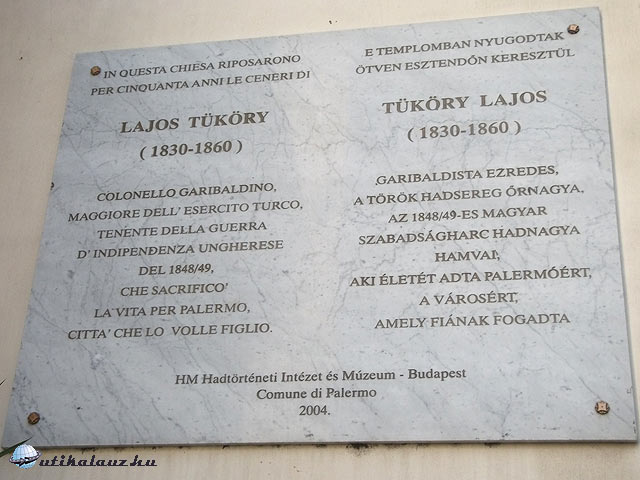 IN QUESTA CHIESA RIPOSARONO
PER CINQUANTA ANNI LE CENERI DI
LAJOS TÜKÖRY
( 1830-1860 )
COLONELLO GARIBALDINO,
MAGGIORE DELL' ESERCITO TURCO,
TENENTE DELLA GUERRA
D' INDIPENDENZA UNGHERESE
DEL 1848/49,
CHE SACRIFICO'
LA VITA PER PALERMO,
CITTA' CHE LO VOLLE FIGLIO.
E TEMPLOMBAN NYUGODTAK
ÖTVEN ESZTENDŐN KERESZTÜL
TÜKÖRY LAJOS
( 1830-1860 )
GARIBALDISTA EZREDES,
A TÖRÖK HADSEREG ŐRNAGYA,
AZ 1848/49-ES MAGYAR
SZABADSÁGHARC HADNAGYA
HAMVAI,
AKI ÉLETÉT ADTA PALERMÓÉRT,
A VÁROSÉRT,
AMELY FIÁNAK FOGADTA
HM Hadtörténeti Intézet és Múzeum - Budapest
Comune di Palermo
2004.
utikalauz.hu